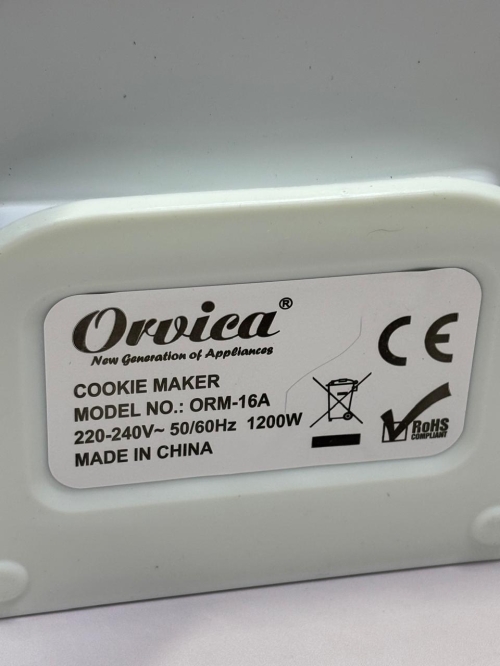 Orvica®
New Generation of Appliances
COOKIE MAKER
MODEL NO.: ORM-16A
220-240V~ 50/60Hz 1200W
MADE IN CHINA
CE
RoHS
COMPLIANT